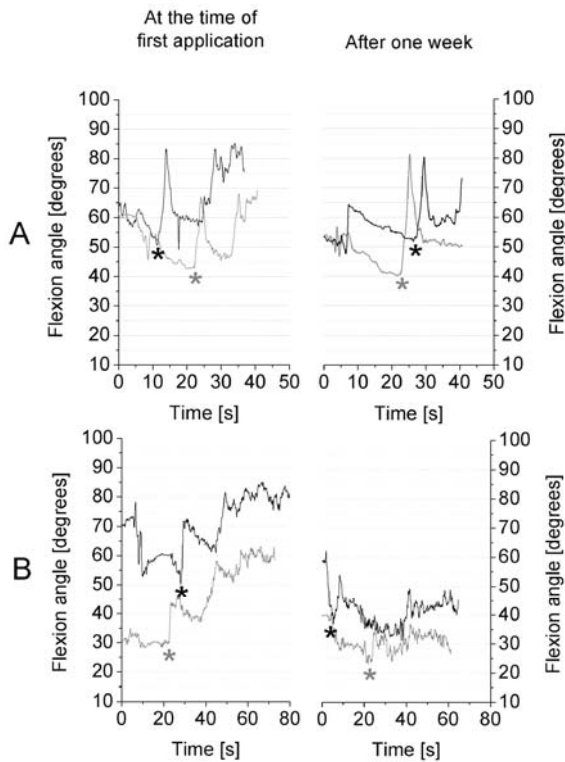 At the time of
first application
After one week
A
Flexion angle [degrees]
100
90
80
70
60
50
40
30
20
10
*
*
0 10 20 30 40 50
Time [s]
100
90
80
70
60
50
40
30
20
10
Flexion angle [degrees]
*
*
0 10 20 30 40 50
Time [s]
B
Flexion angle [degrees]
100
90
80
70
60
50
40
30
20
10
*
*
0 20 40 60 80
Time [s]
100
90
80
70
60
50
40
30
20
10
Flexion angle [degrees]
*
*
0 20 40 60 80
Time [s]